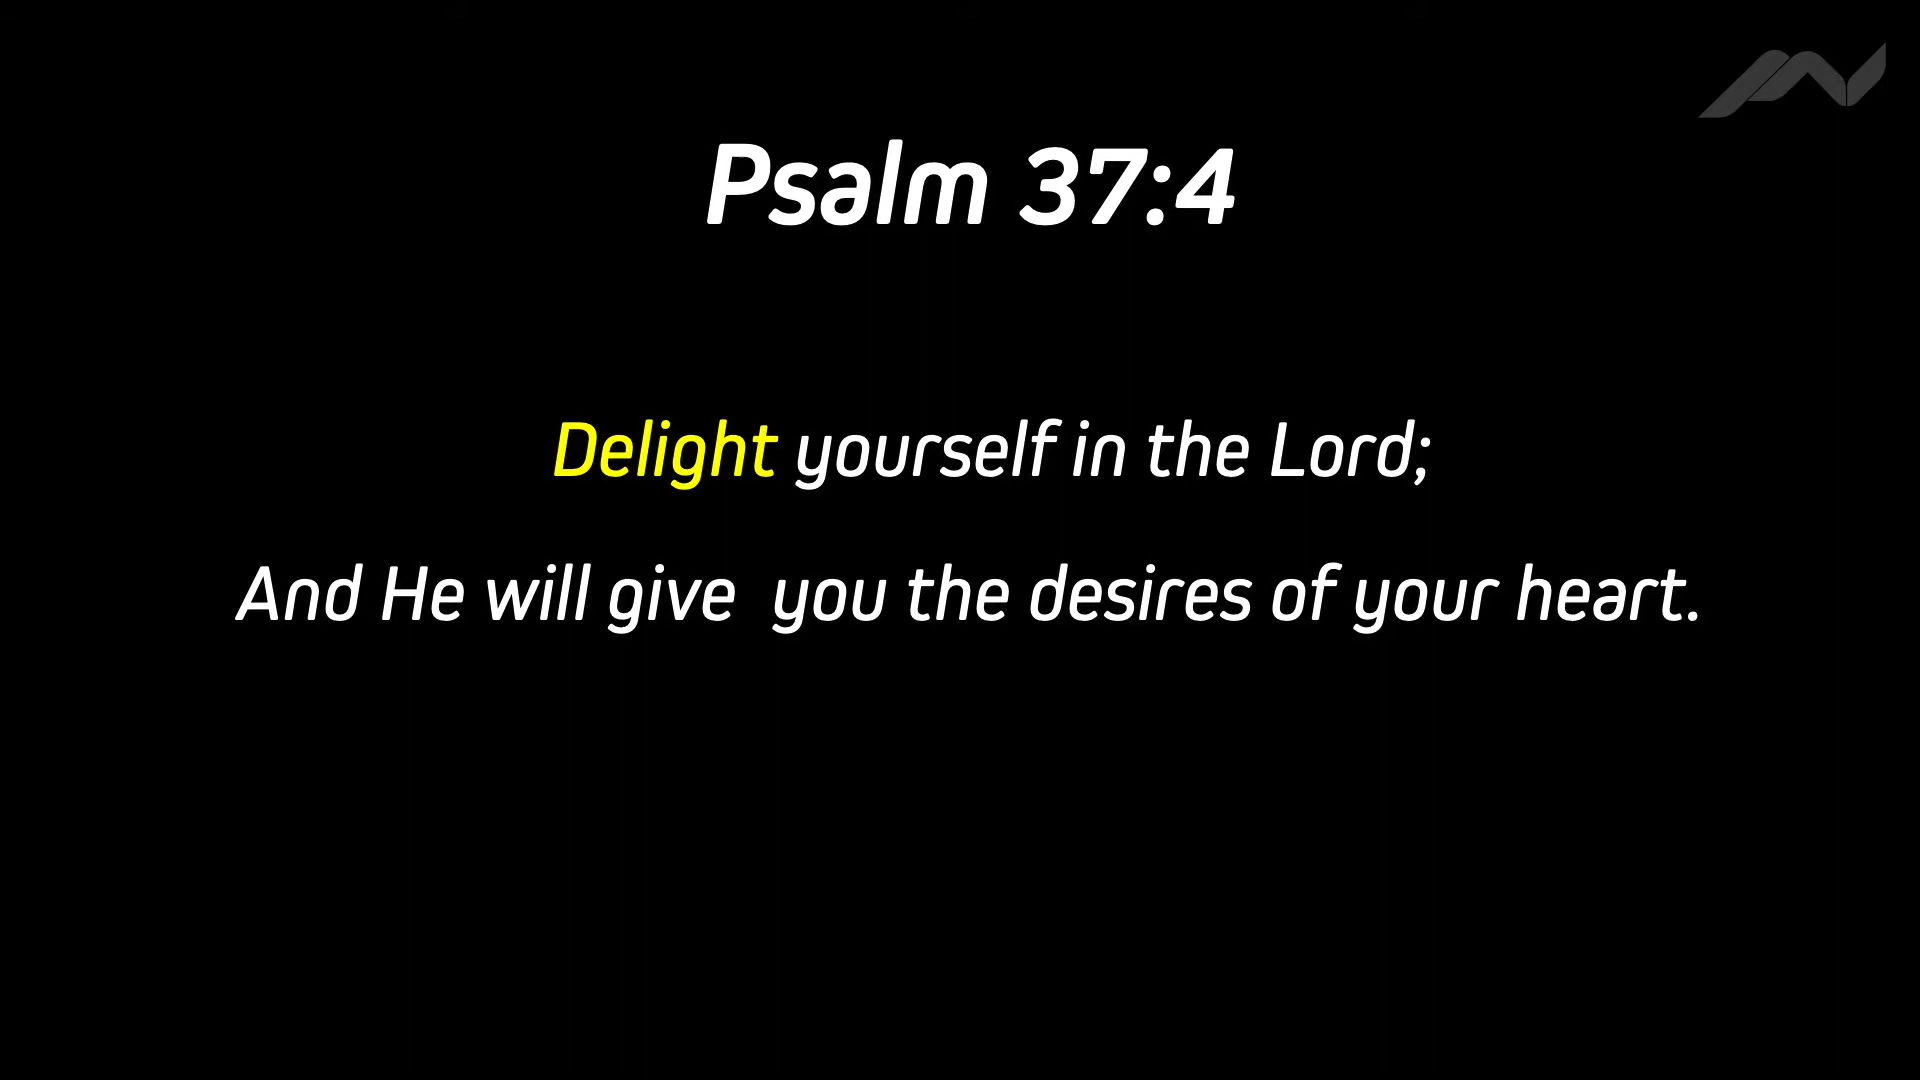 Psalm 37:4
Delight yourself in the Lord;
And He will give  you the desires of your heart.